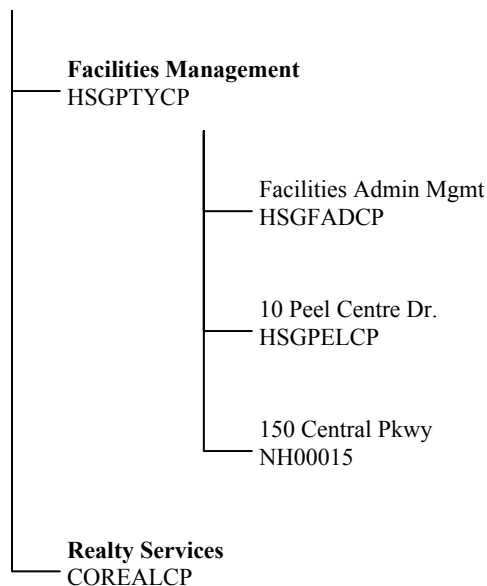 Facilities Management
HSGPTYCP
Facilities Admin Mgmt
HSGFADCP
10 Peel Centre Dr.
HSGPELCP
150 Central Pkwy
NH00015
Realty Services
COREALCP